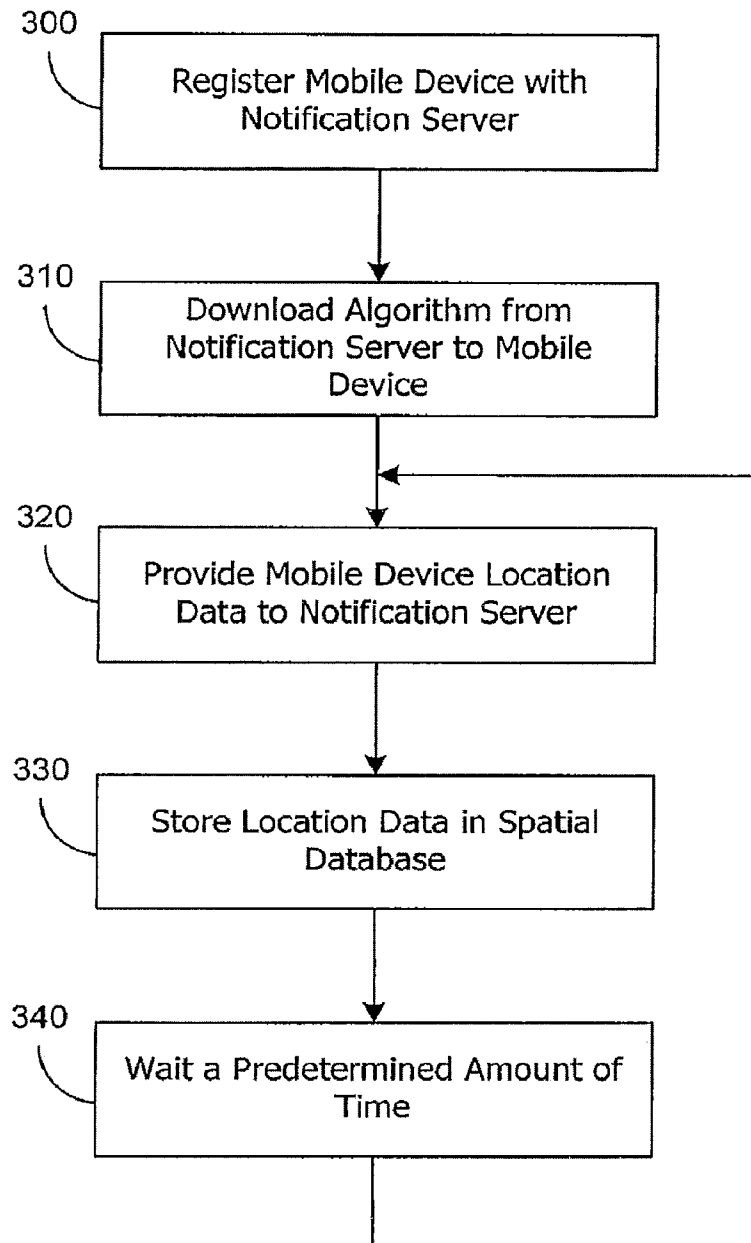 300
Register Mobile Device with
Notification Server
310
Download Algorithm from
Notification Server to Mobile
Device
320
Provide Mobile Device Location
Data to Notification Server
330
Store Location Data in Spatial
Database
340
Wait a Predetermined Amount of
Time